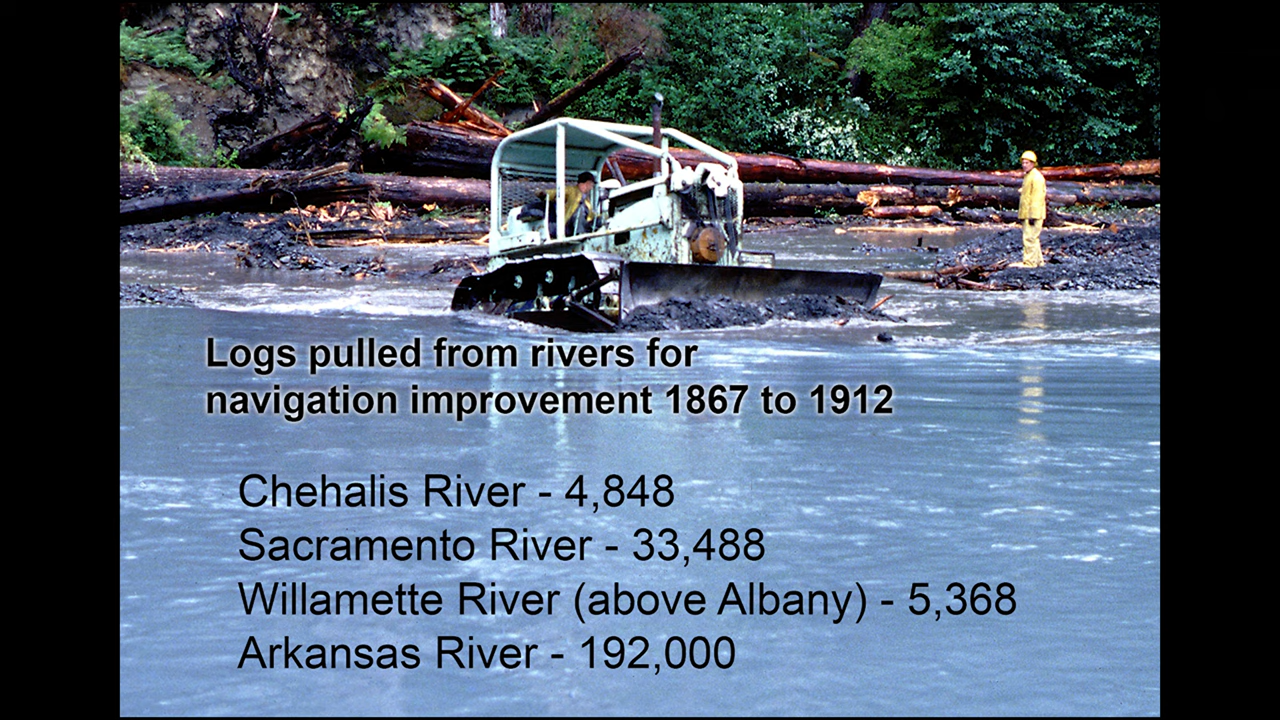 Logs pulled from rivers for
navigation improvement 1867 to 1912
Chehalis River - 4,848
Sacramento River - 33,488
Willamette River (above Albany) - 5,368
Arkansas River - 192,000